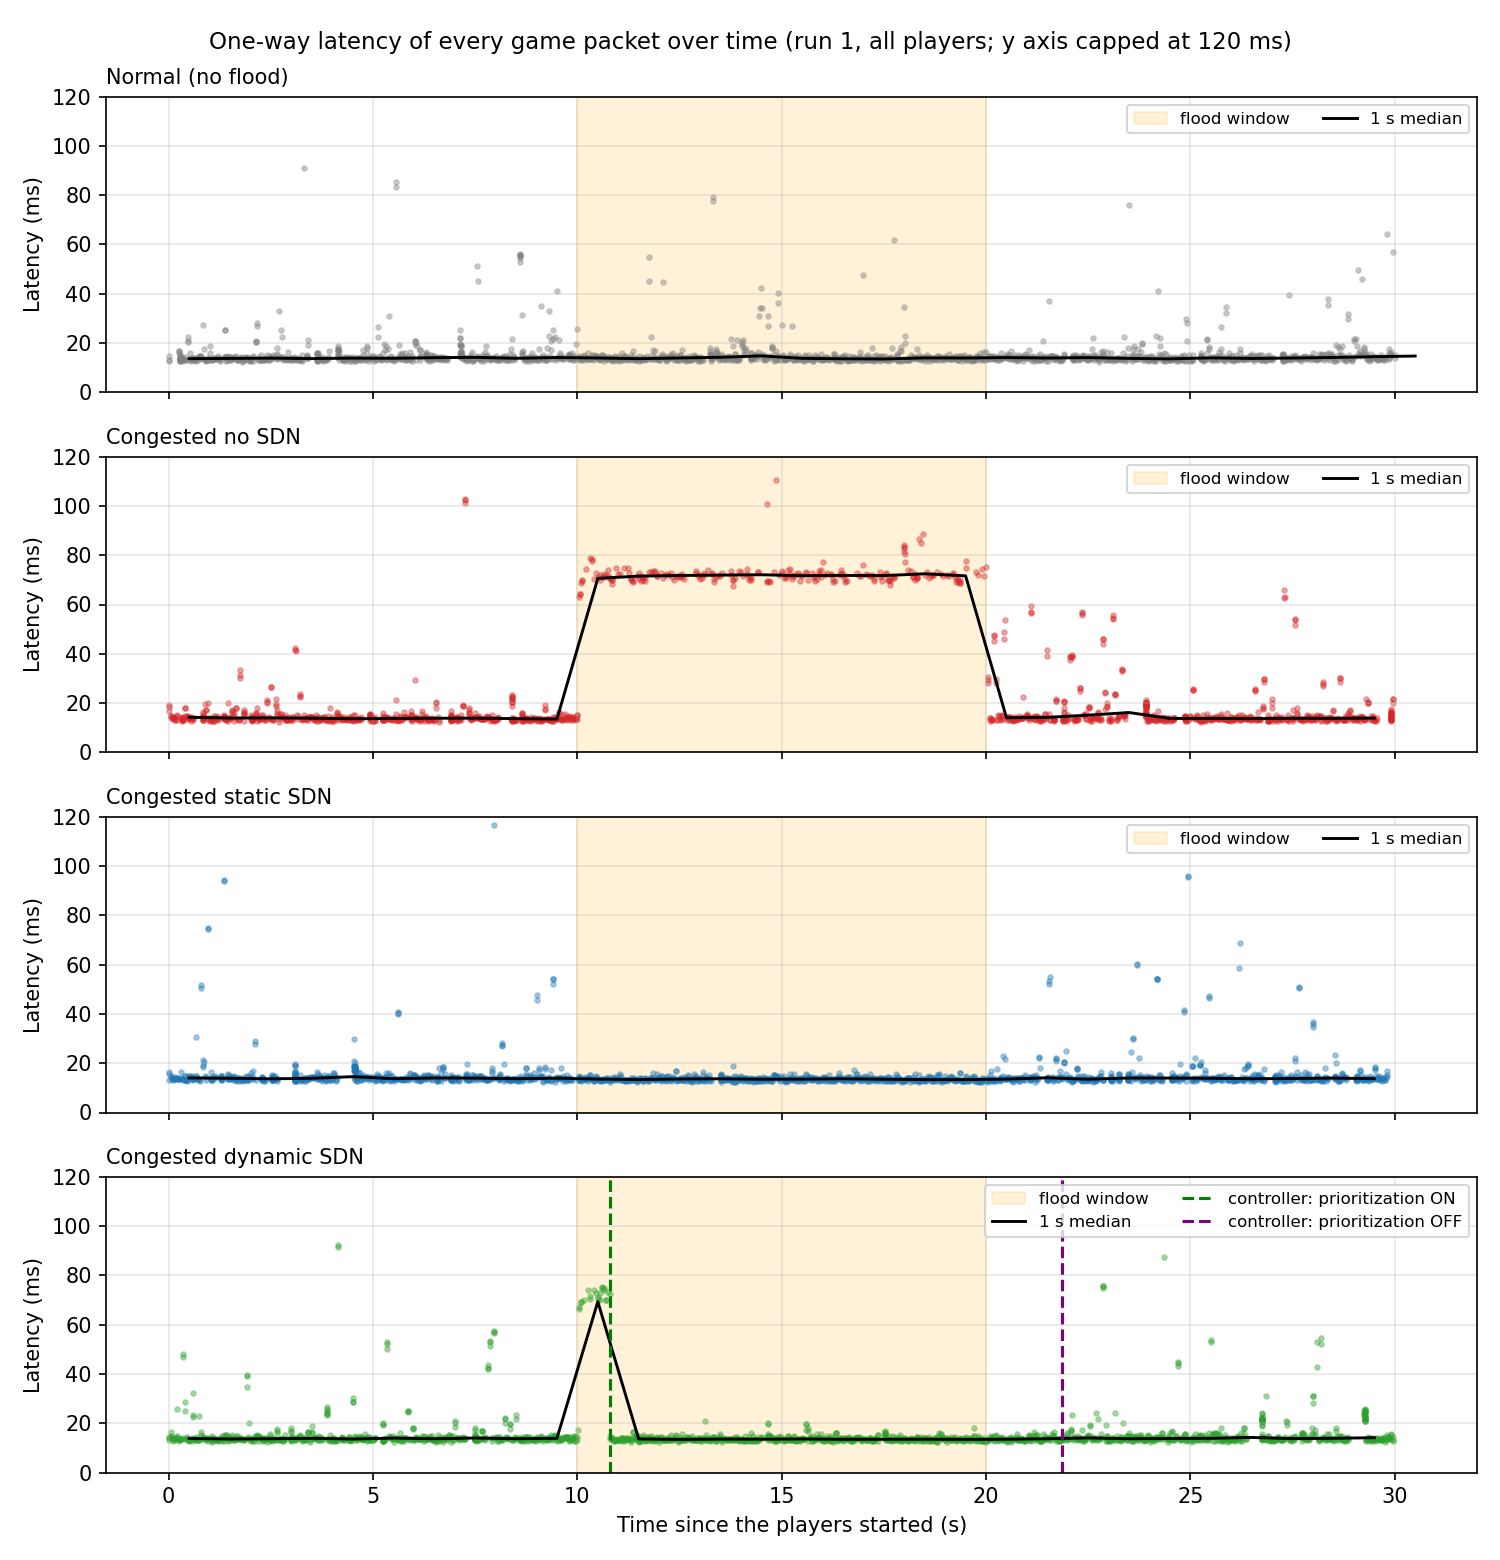 One-way latency of every game packet over time (run 1, all players; y axis capped at 120 ms)
Normal (no flood)
120
100
80
60
40
20
0
Latency (ms)
flood window
1 s median
Congested no SDN
120
100
80
60
40
20
0
Latency (ms)
flood window
1 s median
Congested static SDN
120
100
80
60
40
20
0
Latency (ms)
flood window
1 s median
Congested dynamic SDN
120
100
80
60
40
20
0
Latency (ms)
flood window
1 s median
controller: prioritization ON
controller: prioritization OFF
0 5 10 15 20 25 30
Time since the players started (s)